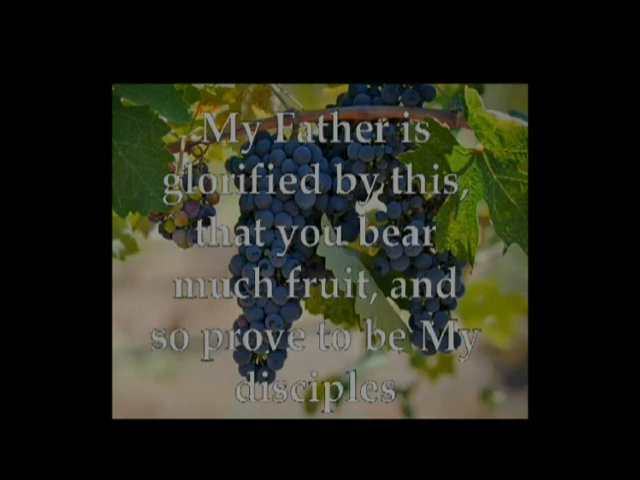 My Father is
glorified by this,
that you bear
much fruit, and
so prove to be My
disciples